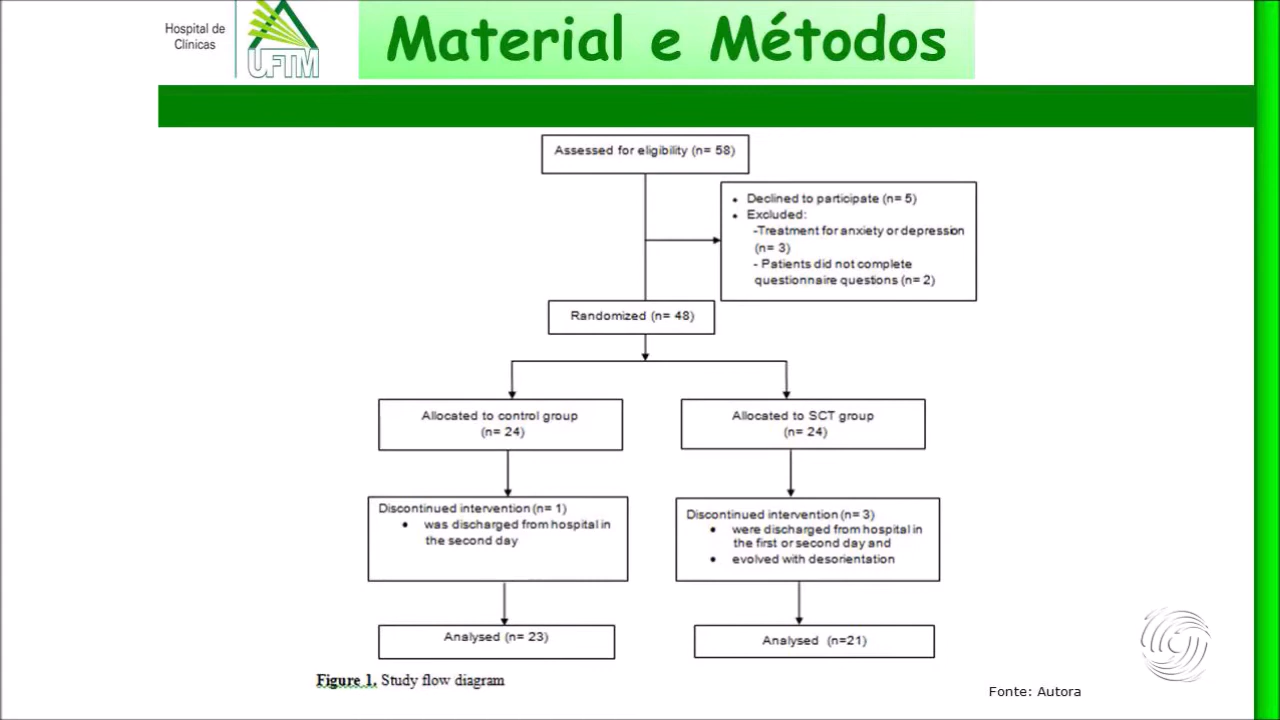 Hospital de
Clínicas
UFTM
Material e Métodos
Assessed for eligibility (n= 58)
• Declined to participate (n= 5)
• Excluded:
-Treatment for anxiety or depression
(n= 3)
- Patients did not complete
questionnaire questions (n= 2)
Randomized (n= 48)
Allocated to control group
(n= 24)
Allocated to SCT group
(n= 24)
Discontinued intervention (n= 1)
• was discharged from hospital in
the second day
Discontinued intervention (n= 3)
• were discharged from hospital in
the first or second day and
• evolved with desorientation
Analysed (n= 23)
Analysed (n=21)
Figure 1. Study flow diagram
Fonte: Autora